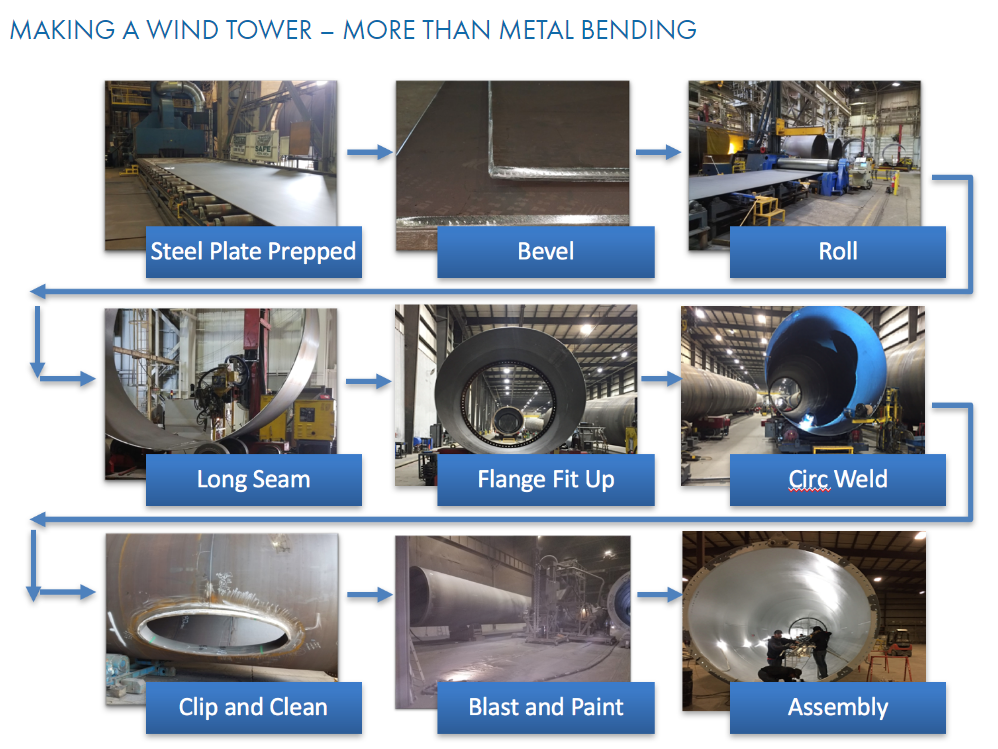 MAKING A WIND TOWER – MORE THAN METAL BENDING
SAFE
Steel Plate Prepped
Bevel
Roll
Long Seam
Flange Fit Up
Circ Weld
Clip and Clean
Blast and Paint
Assembly